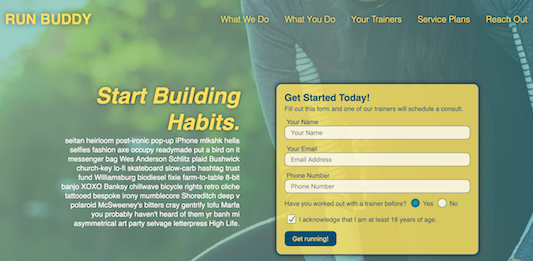 RUN BUDDY
What We Do
What You Do
Your Trainers
Service Plans
Reach Out
Start Building
Habits.
seitan heirloom post-ironic pop-up iPhone mlkshk hella
selfies fashion axe occupy readymade put a bird on it
messenger bag Wes Anderson Schlitz plaid Bushwick
church-key lo-fi skateboard slow-carb hashtag trust
fund Williamsburg biodiesel fixie farm-to-table 8-bit
banjo XOXO Banksy chillwave bicycle rights retro cliche
tattooed bespoke irony mumblecore Shoreditch deep v
polaroid McSweeney's bitters cray gentrify tofu Marfa
you probably haven't heard of them yr banh mi
asymmetrical art party selvage letterpress High Life.
Get Started Today!
Fill out this form and one of our trainers will schedule a consult.
Your Name
Your Name
Your Email
Email Address
Phone Number
Phone Number
Have you worked out with a trainer before? Yes No
I acknowledge that I am at least 18 years of age.
Get running!